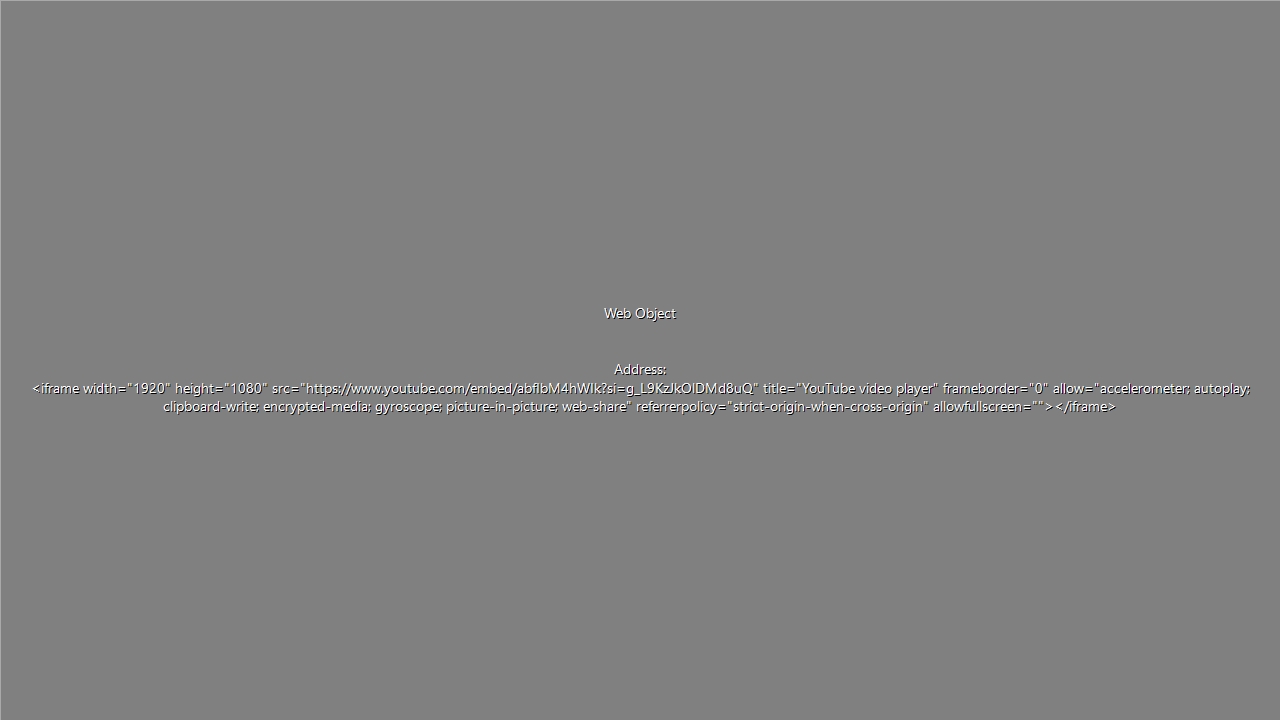 Web Object
Address:
<iframe width="1920" height="1080" src="https://www.youtube.com/embed/abflbM4hWIk?si=g_L9KzJkOlDMd8uQ" title="YouTube video player" frameborder="0" allow="accelerometer; autoplay;
clipboard-write; encrypted-media; gyroscope; picture-in-picture; web-share" referrerpolicy="strict-origin-when-cross-origin" allowfullscreen=""></iframe>